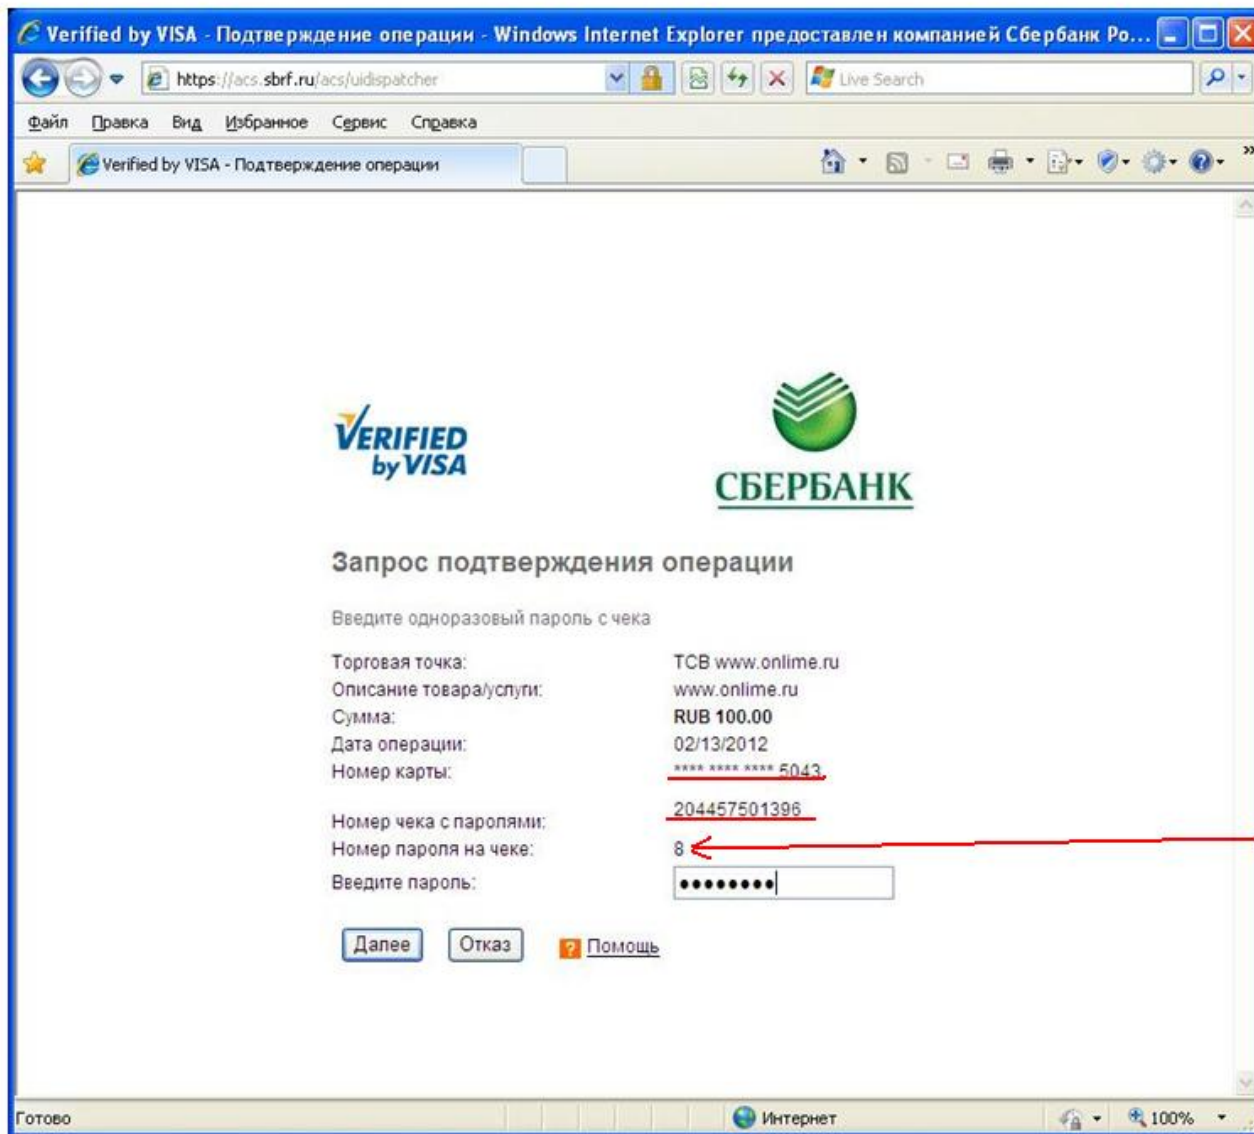 Verified by VISA - Подтверждение операции - Windows Internet Explorer предоставлен компанией Сбербанк Ро...
https://acs.sbrf.ru/acs/uidispatcher
Live Search
Файл Правка Вид Избранное Сервис Справка
Verified by VISA - Подтверждение операции
VERIFIED
by VISA
СБЕРБАНК
Запрос подтверждения операции
Введите одноразовый пароль с чека
Торговая точка: TCB www.onlime.ru
Описание товара/услуги: www.onlime.ru
Сумма: RUB 100.00
Дата операции: 02/13/2012
Номер карты: **** **** **** 5043
Номер чека с паролями: 204457501396
Номер пароля на чеке: 8
Введите пароль: ●●●●●●●●
Далее Отказ ? Помощь
Готово Интернет 100%